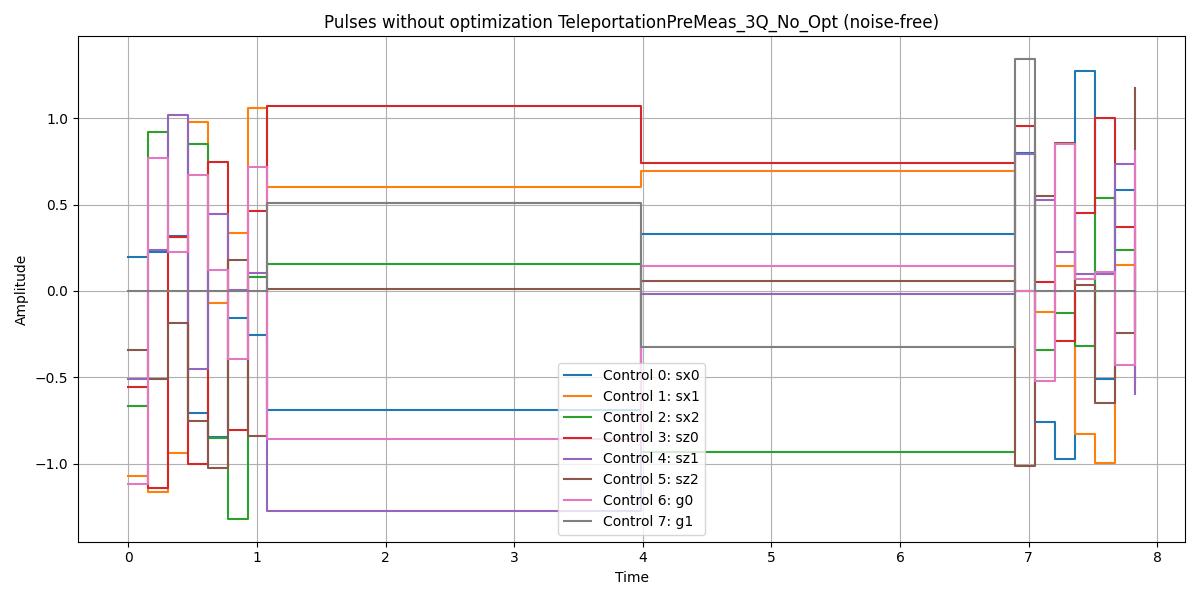 Pulses without optimization TeleportationPreMeas_3Q_No_Opt (noise-free)
Amplitude
1.0
0.5
0.0
−0.5
−1.0
Control 0: sx0
Control 1: sx1
Control 2: sx2
Control 3: sz0
Control 4: sz1
Control 5: sz2
Control 6: g0
Control 7: g1
0 1 2 3 4 5 6 7 8
Time